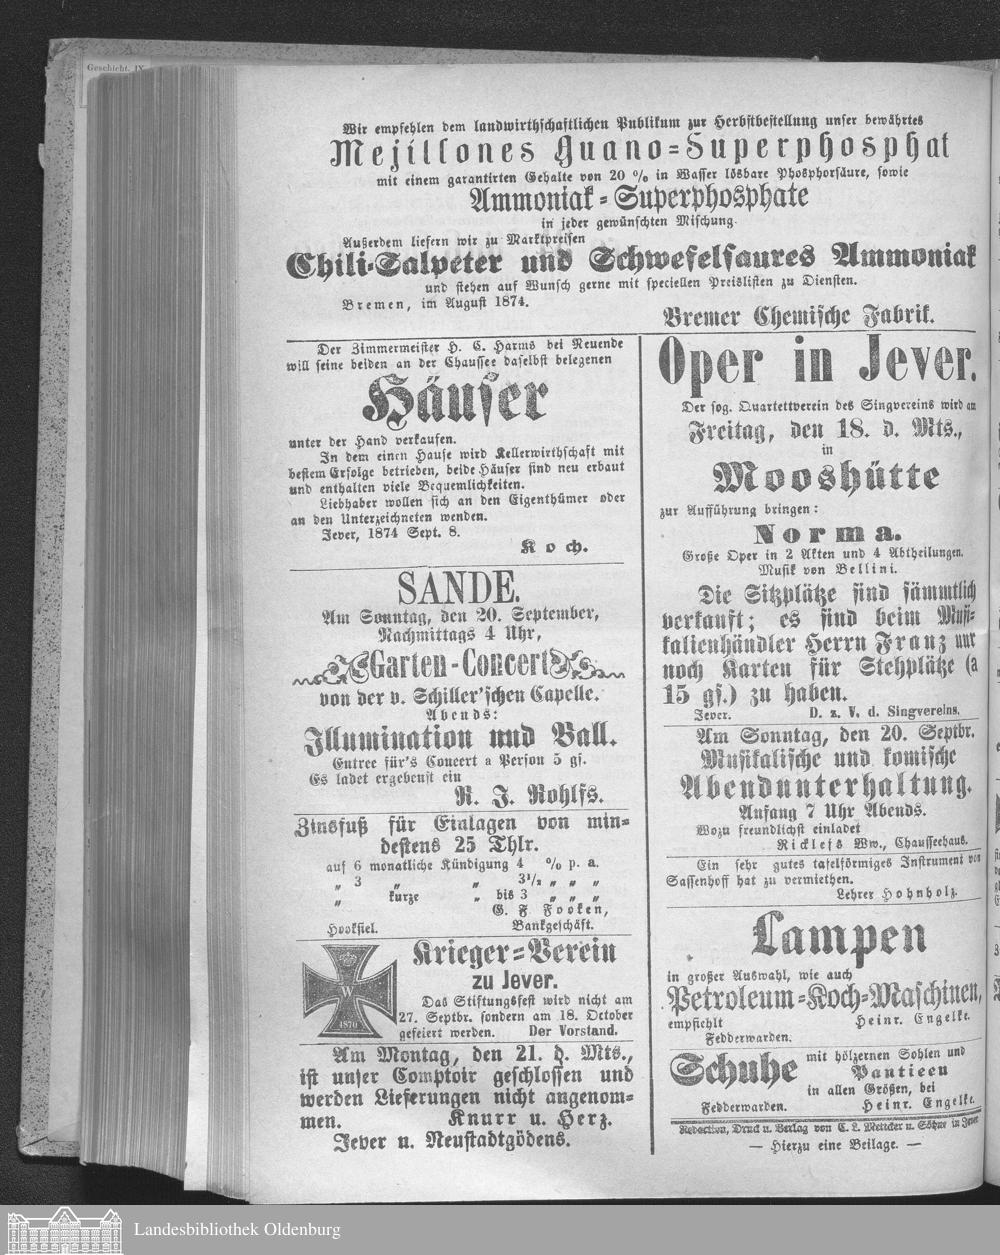 Geschicht. IX
Wir empfehlen dem landwirthschaftlichen Publikum zur Herbstbestellung unser bewährtes
Mejillones Guano=Superphosphat
mit einem garantirten Gehalte von 20 % in Wasser lösbare Phosphorsäure, sowie
Ammoniak=Superphosphate
in jeder gewünschten Mischung.
Außerdem liefern wir zu Marktpreisen
Chili-Salpeter und Schwefelsaures Ammoniak
und stehen auf Wunsch gerne mit speciellen Preislisten zu Diensten.
Bremen, im August 1874.
Bremer Chemische Fabrik.
Der Zimmermeister H. C. Harms bei Neuende
will seine beiden an der Chaussee daselbst belegenen
Häuser
unter der Hand verkaufen.
In dem einen Hause wird Kellerwirthschaft mit
bestem Erfolge betrieben, beide Häuser sind neu erbaut
und enthalten viele Bequemlichkeiten.
Liebhaber wollen sich an den Eigenthümer oder
an den Unterzeichneten wenden.
Jever, 1874 Sept. 8.
Koch.
SANDE.
Am Sonntag, den 20. September,
Nachmittags 4 Uhr,
Garten-Concert
von der v. Schiller'schen Capelle.
Abends:
Illumination und Ball.
Entree für's Concert a Person 5 gs.
Es ladet ergebenst ein
R. J. Rohlfs.
Zinsfuß für Einlagen von min=
destens 25 Thlr.
auf 6 monatliche Kündigung 4 % p. a.
„ 3 „ „ 3½ „ „ „
„ kurze „ bis 3 „ „ „
G. F. Fooken,
Hooksiel. Bankgeschäft.
W
1870
Krieger=Verein
zu Jever.
Das Stiftungsfest wird nicht am
27. Septbr. sondern am 18. October
gefeiert werden. Der Vorstand.
Am Montag, den 21. d. Mts.,
ist unser Comptoir geschlossen und
werden Lieferungen nicht angenom=
men. Knurr u. Herz.
Jever u. Neustadtgödens.
Oper in Jever.
Der sog. Quartettverein des Singvereins wird am
Freitag, den 18. d. Mts.,
in
Mooshütte
zur Aufführung bringen:
Norma.
Große Oper in 2 Akten und 4 Abtheilungen.
Musik von Bellini.
Die Sitzplätze sind sämmtlich
verkauft; es sind beim Musi=
kalienhändler Herrn Franz nur
noch Karten für Stehplätze (a
15 gs.) zu haben.
Jever. D. z. V. d. Singvereins.
Am Sonntag, den 20. Septbr.
Musikalische und komische
Abendunterhaltung.
Anfang 7 Uhr Abends.
Wozu freundlichst einladet
Ricklefs Ww., Chausseehaus.
Ein sehr gutes tafelförmiges Instrument von
Sassenhoff hat zu vermiethen.
Lehrer Hohnholz.
Lampen
in großer Auswahl, wie auch
Petroleum=Koch=Maschinen,
empfiehlt Heinr. Engelke.
Fedderwarden.
Schuhe mit hölzernen Sohlen und
Pantinen
in allen Größen, bei
Fedderwarden. Heinr. Engelke.
Redaction, Druck u. Verlag von C. L. Mettcker u. Söhne in Jever
— Hierzu eine Beilage. —
Landesbibliothek Oldenburg